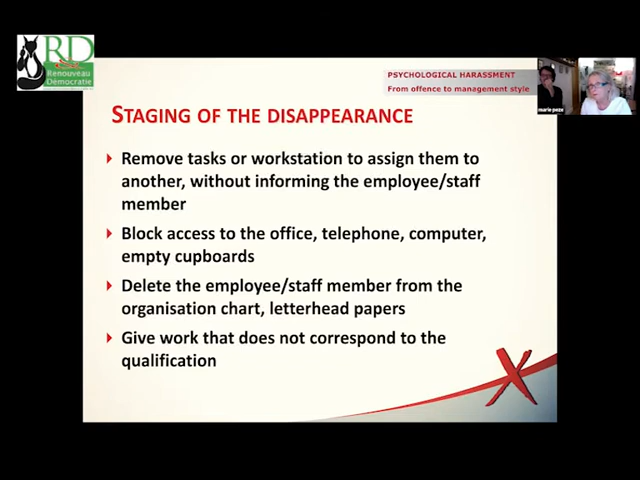 RD
Renouveau
Démocratie
PSYCHOLOGICAL HARASSMENT
From offence to management style
marie peze
STAGING OF THE DISAPPEARANCE
Remove tasks or workstation to assign them to
another, without informing the employee/staff
member
Block access to the office, telephone, computer,
empty cupboards
Delete the employee/staff member from the
organisation chart, letterhead papers
Give work that does not correspond to the
qualification